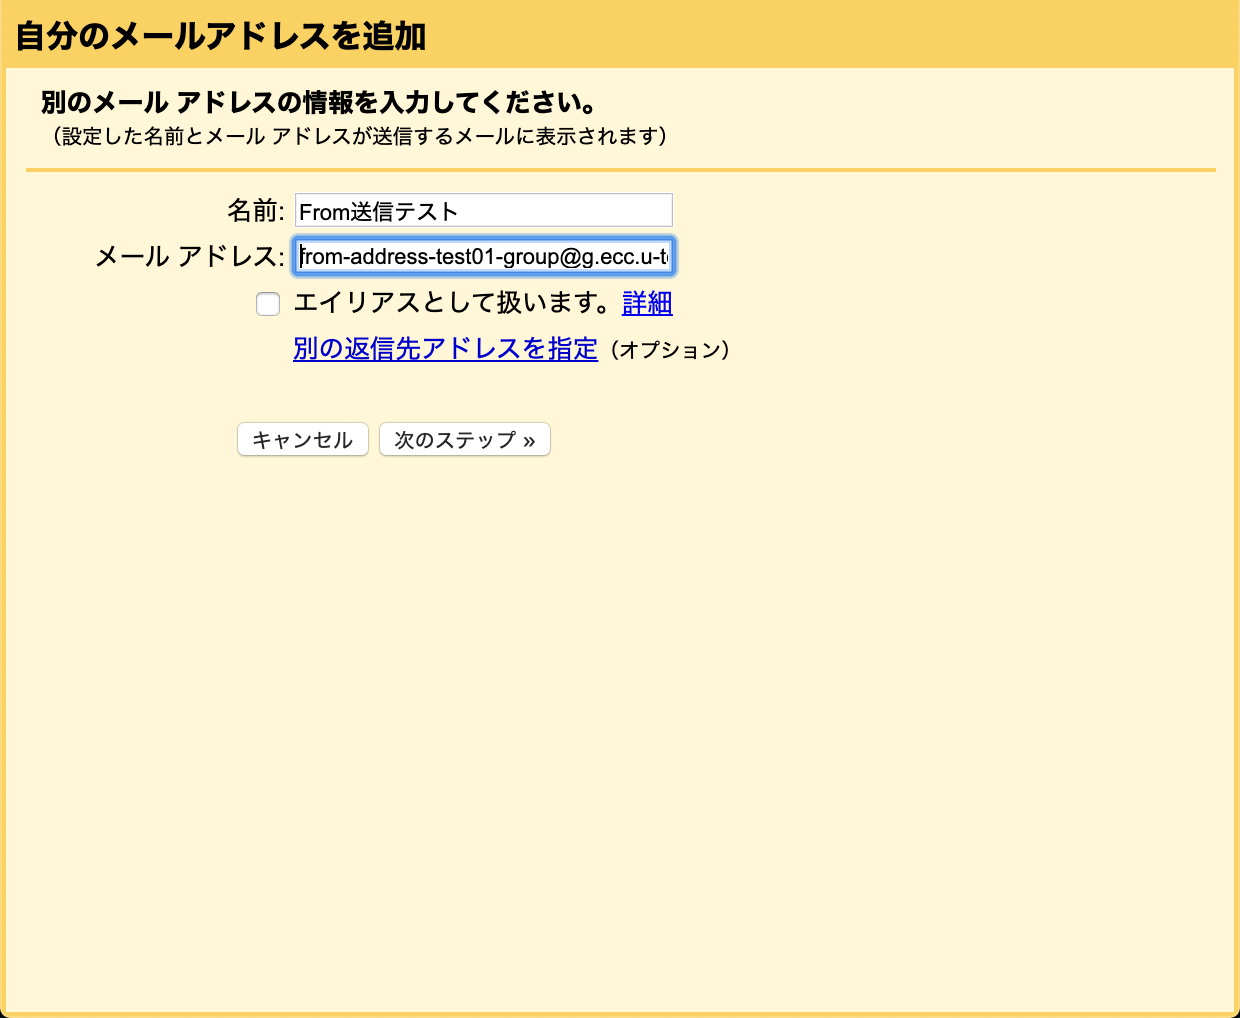 自分のメールアドレスを追加
別のメール アドレスの情報を入力してください。
（設定した名前とメール アドレスが送信するメールに表示されます）
名前: From送信テスト
メール アドレス: from-address-test01-group@g.ecc.u-t
エイリアスとして扱います。詳細
別の返信先アドレスを指定（オプション）
キャンセル 次のステップ »